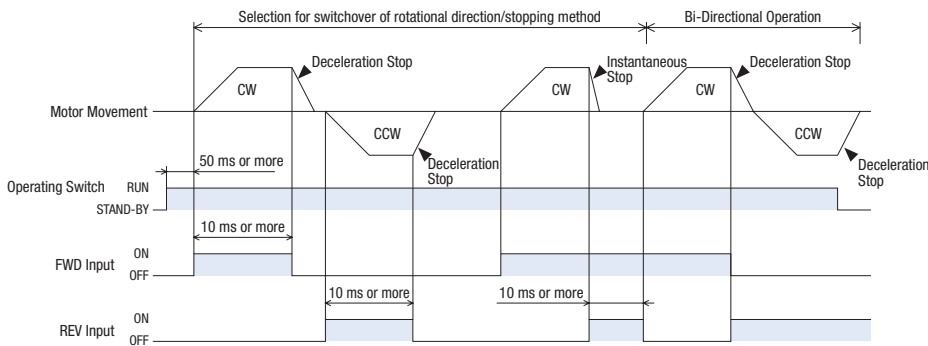 Selection for switchover of rotational direction/stopping method
Bi-Directional Operation
Deceleration Stop
Instantaneous
Stop
Deceleration Stop
CW
CW
CW
Motor Movement
CCW
CCW
Deceleration
Stop
Deceleration
Stop
50 ms or more
Operating Switch
RUN
STAND-BY
10 ms or more
FWD Input
ON
OFF
10 ms or more
10 ms or more
REV Input
ON
OFF